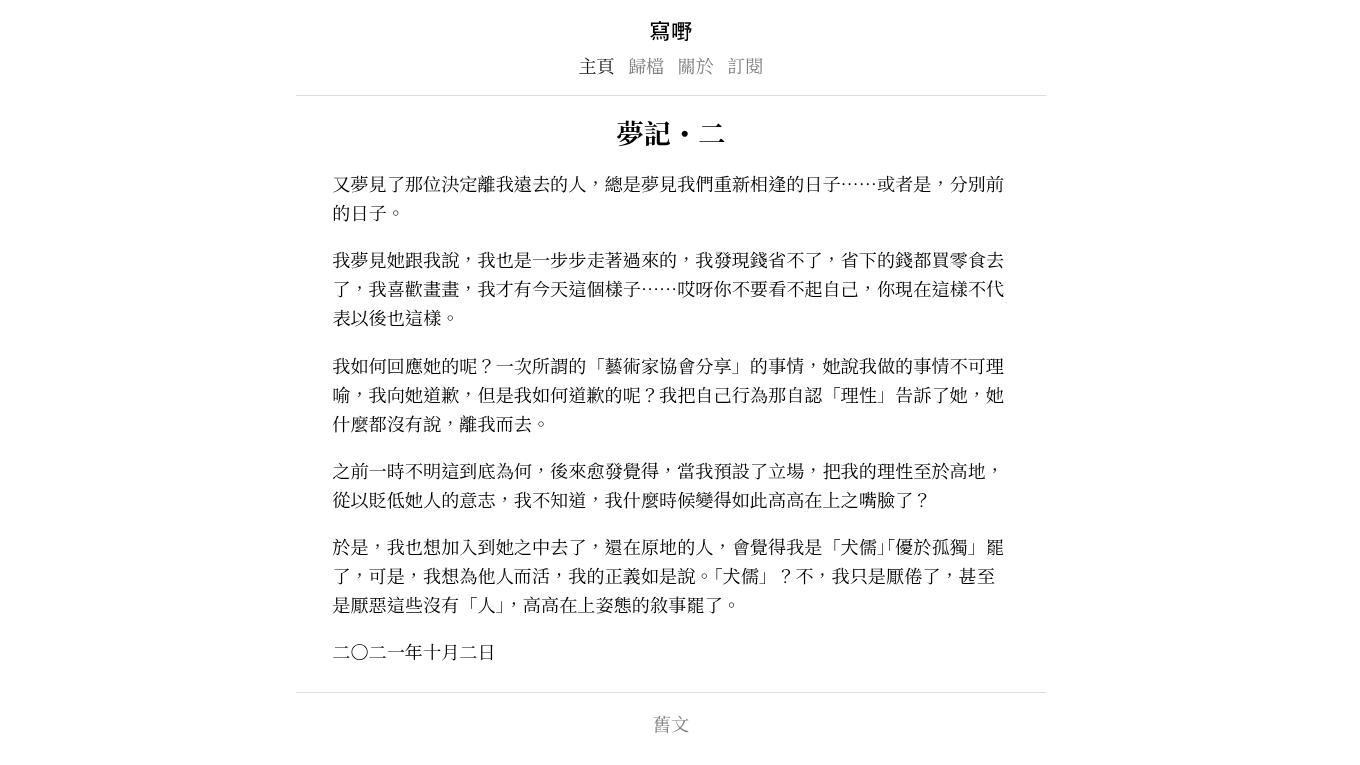 寫嘢
主頁 歸檔 關於 訂閱
夢記・二
又夢見了那位決定離我遠去的人，總是夢見我們重新相逢的日子⋯⋯或者是，分別前
的日子。
我夢見她跟我說，我也是一步步走著過來的，我發現錢省不了，省下的錢都買零食去
了，我喜歡畫畫，我才有今天這個樣子⋯⋯哎呀你不要看不起自己，你現在這樣不代
表以後也這樣。
我如何回應她的呢？一次所謂的「藝術家協會分享」的事情，她說我做的事情不可理
喻，我向她道歉，但是我如何道歉的呢？我把自己行為那自認「理性」告訴了她，她
什麼都沒有說，離我而去。
之前一時不明這到底為何，後來愈發覺得，當我預設了立場，把我的理性至於高地，
從以貶低她人的意志，我不知道，我什麼時候變得如此高高在上之嘴臉了？
於是，我也想加入到她之中去了，還在原地的人，會覺得我是「犬儒」「優於孤獨」罷
了，可是，我想為他人而活，我的正義如是說。「犬儒」？不，我只是厭倦了，甚至
是厭惡這些沒有「人」，高高在上姿態的敘事罷了。
二〇二一年十月二日
舊文